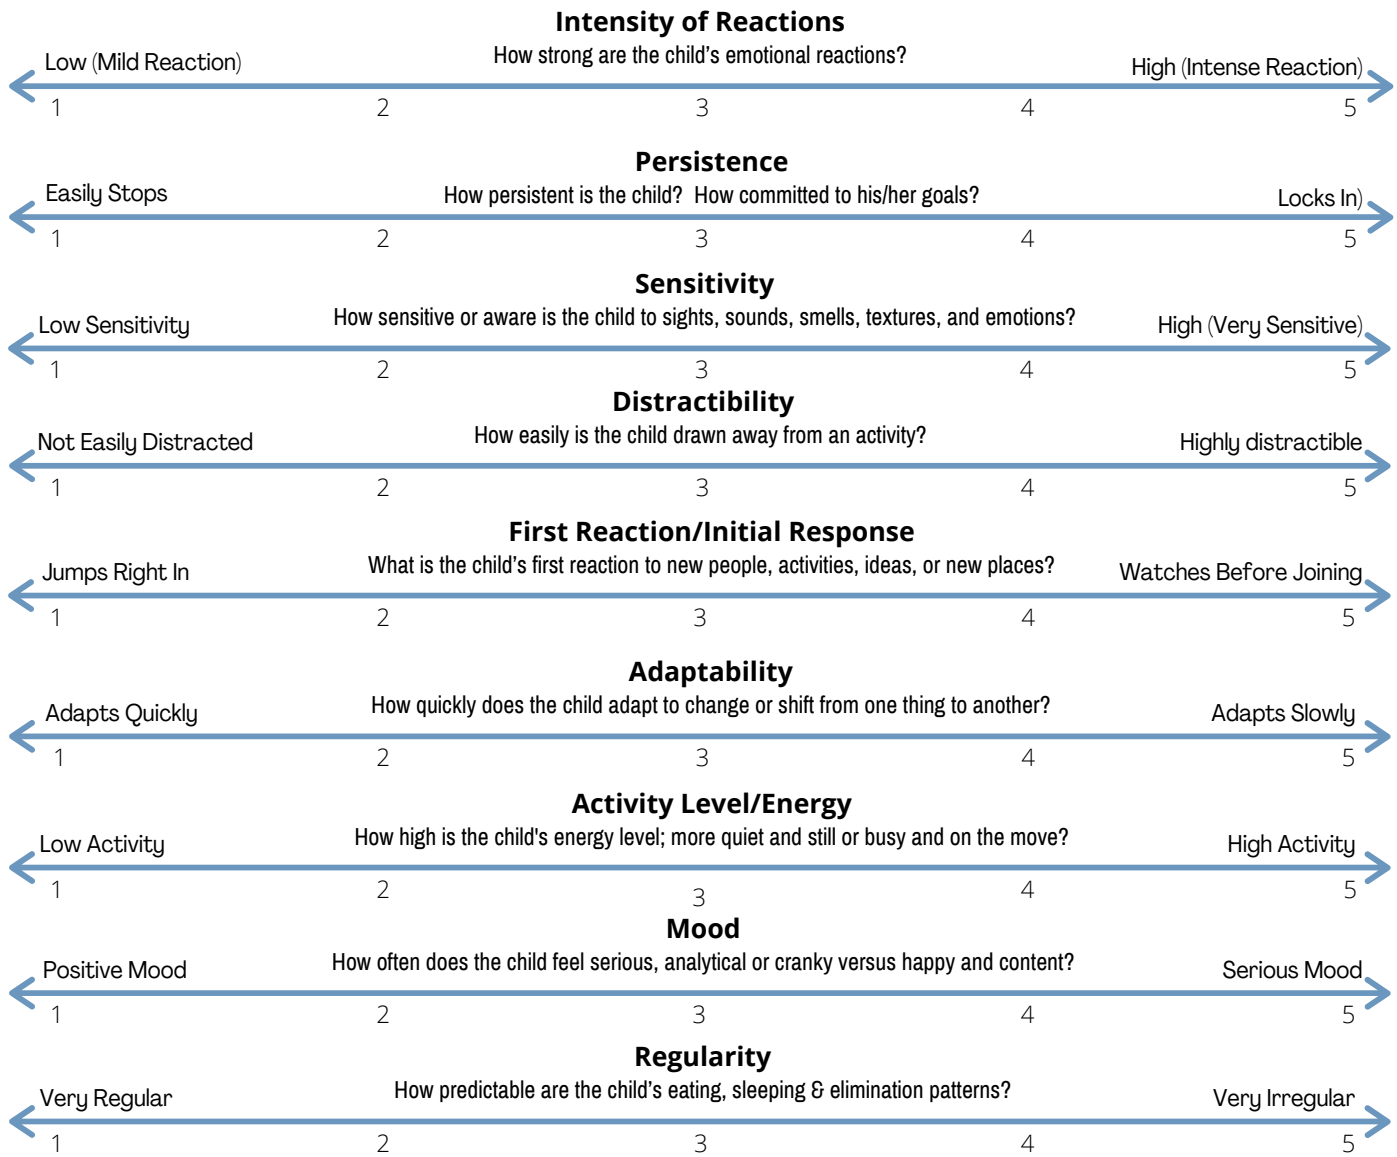 Intensity of Reactions
How strong are the child's emotional reactions?
Low (Mild Reaction)
High (Intense Reaction)
1 2 3 4 5
Persistence
How persistent is the child? How committed to his/her goals?
Easily Stops
Locks In)
1 2 3 4 5
Sensitivity
How sensitive or aware is the child to sights, sounds, smells, textures, and emotions?
Low Sensitivity
High (Very Sensitive)
1 2 3 4 5
Distractibility
How easily is the child drawn away from an activity?
Not Easily Distracted
Highly distractible
1 2 3 4 5
First Reaction/Initial Response
What is the child's first reaction to new people, activities, ideas, or new places?
Jumps Right In
Watches Before Joining
1 2 3 4 5
Adaptability
How quickly does the child adapt to change or shift from one thing to another?
Adapts Quickly
Adapts Slowly
1 2 3 4 5
Activity Level/Energy
How high is the child's energy level; more quiet and still or busy and on the move?
Low Activity
High Activity
1 2 3 4 5
Mood
How often does the child feel serious, analytical or cranky versus happy and content?
Positive Mood
Serious Mood
1 2 3 4 5
Regularity
How predictable are the child's eating, sleeping & elimination patterns?
Very Regular
Very Irregular
1 2 3 4 5